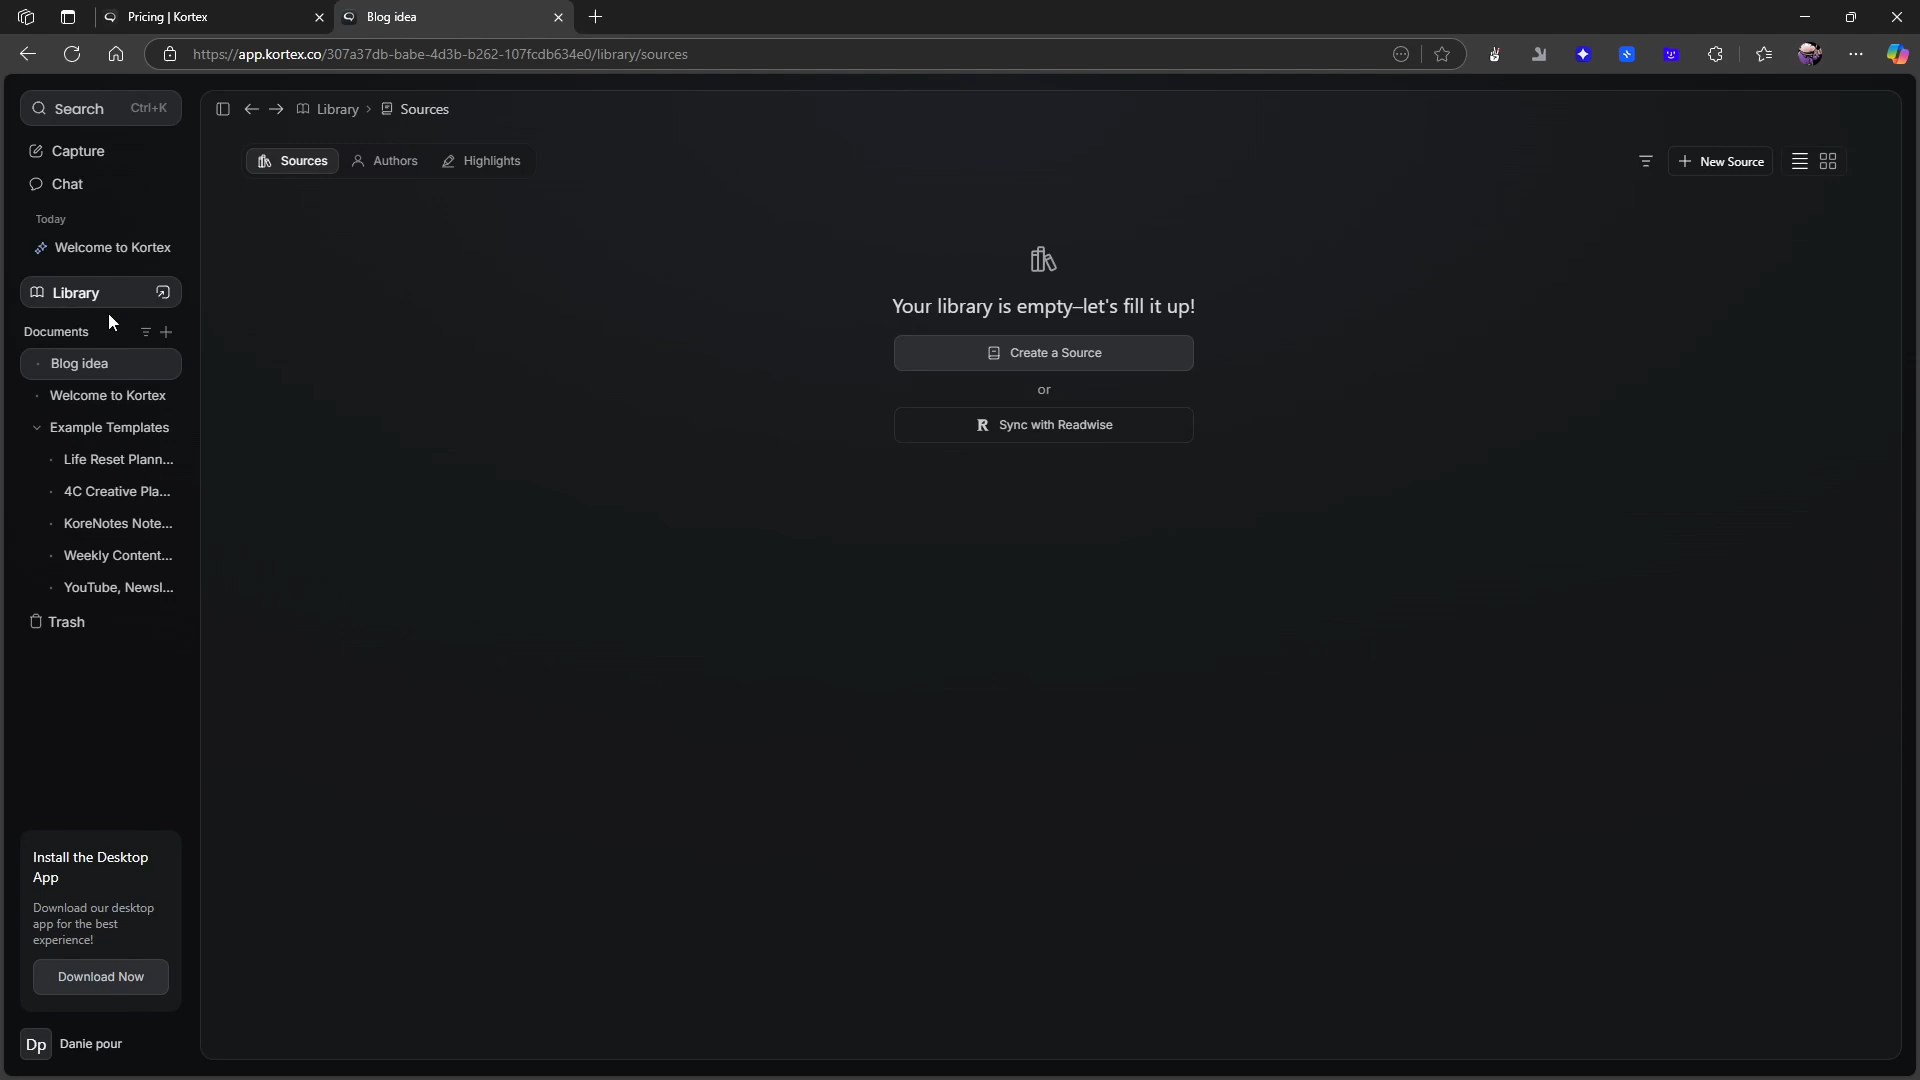 Pricing | Kortex
Blog idea
https://app.kortex.co/307a37db-babe-4d3b-b262-107fcdb634e0/library/sources
Search Ctrl+K
Library > Sources
Capture
Sources Authors Highlights
New Source
Chat
Today
Welcome to Kortex
Library
Your library is empty–let's fill it up!
Documents
Create a Source
Blog idea
or
Welcome to Kortex
Sync with Readwise
Example Templates
Life Reset Plann...
4C Creative Pla...
KoreNotes Note...
Weekly Content...
YouTube, Newsl...
Trash
Install the Desktop
App
Download our desktop
app for the best
experience!
Download Now
Dp Danie pour